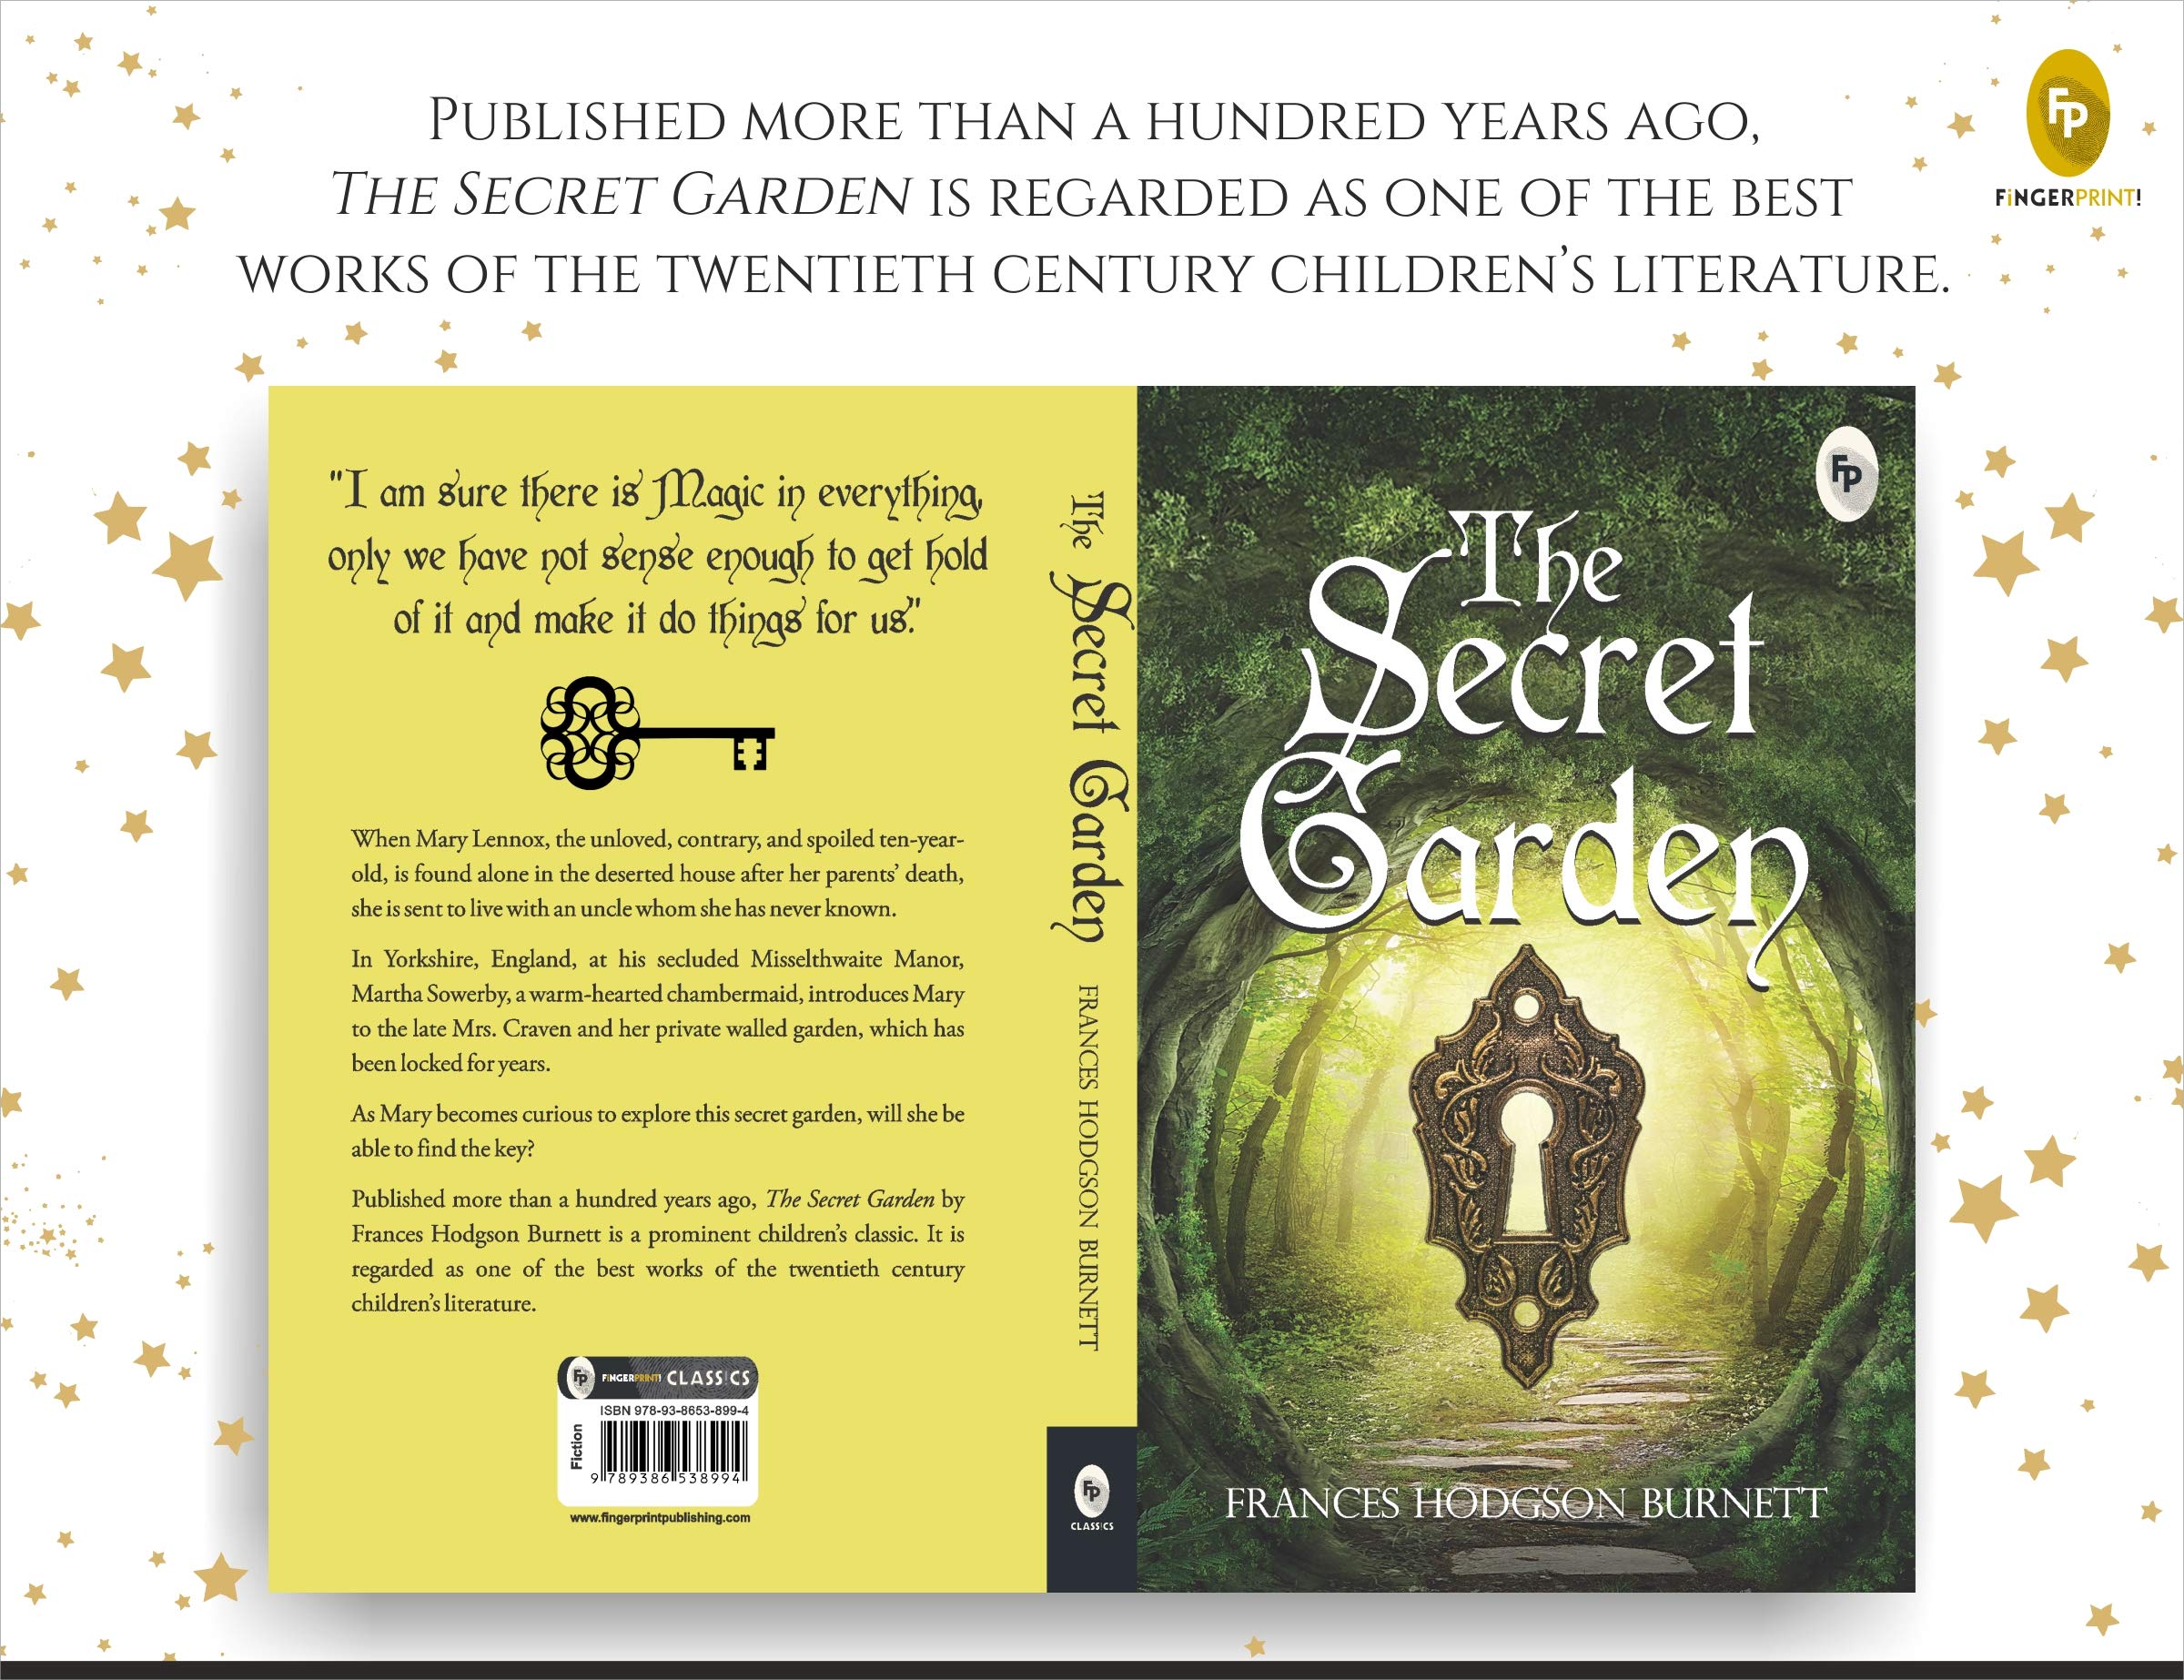 PUBLISHED MORE THAN A HUNDRED YEARS AGO,
THE SECRET GARDEN IS REGARDED AS ONE OF THE BEST
WORKS OF THE TWENTIETH CENTURY CHILDREN'S LITERATURE.
FP
FiNGERPRINT!
"I am sure there is Magic in everything,
only we have not sense enough to get hold
of it and make it do things for us."
When Mary Lennox, the unloved, contrary, and spoiled ten-year-
old, is found alone in the deserted house after her parents' death,
she is sent to live with an uncle whom she has never known.
In Yorkshire, England, at his secluded Misselthwaite Manor,
Martha Sowerby, a warm-hearted chambermaid, introduces Mary
to the late Mrs. Craven and her private walled garden, which has
been locked for years.
As Mary becomes curious to explore this secret garden, will she be
able to find the key?
Published more than a hundred years ago, The Secret Garden by
Frances Hodgson Burnett is a prominent children's classic. It is
regarded as one of the best works of the twentieth century
children's literature.
FP FiNGERPRINT! CLASSICS
ISBN 978-93-8653-899-4
Fiction
9 789386 538994
www.fingerprintpublishing.com
The Secret Garden FRANCES HODGSON BURNETT
FP
CLASSICS
FP
The
Secret
Garden
FRANCES HODGSON BURNETT